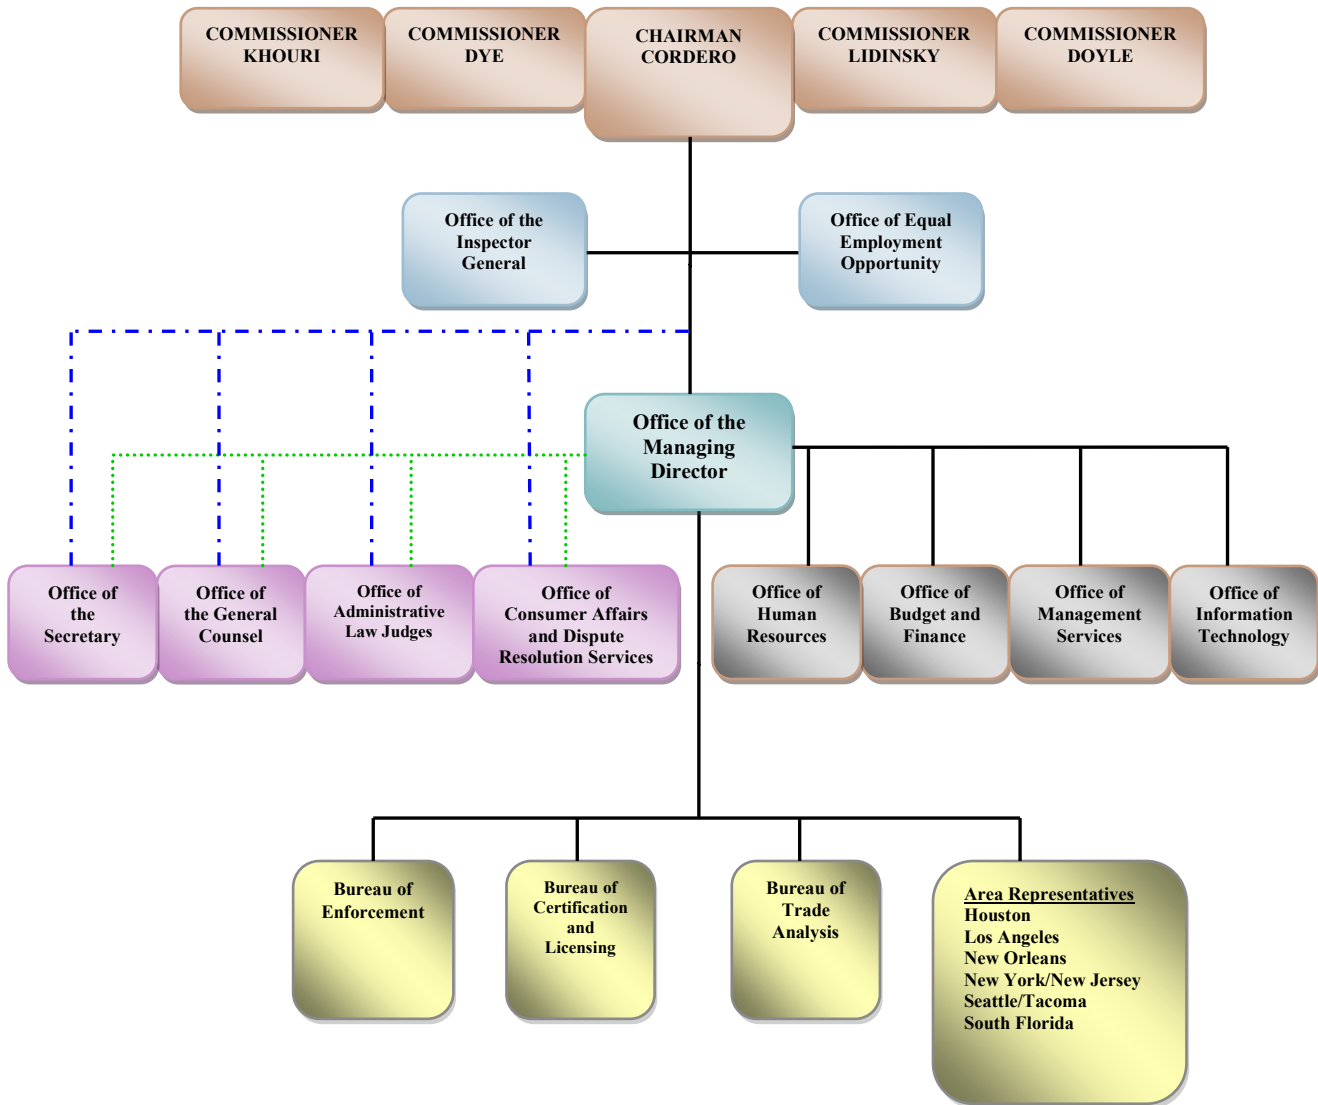 COMMISSIONER
KHOURI
COMMISSIONER
DYE
CHAIRMAN
CORDERO
COMMISSIONER
LIDINSKY
COMMISSIONER
DOYLE
Office of the
Inspector
General
Office of Equal
Employment
Opportunity
Office of the
Managing
Director
Office of
the
Secretary
Office of
the General
Counsel
Office of
Administrative
Law Judges
Office of
Consumer Affairs
and Dispute
Resolution Services
Office of
Human
Resources
Office of
Budget and
Finance
Office of
Management
Services
Office of
Information
Technology
Bureau of
Enforcement
Bureau of
Certification
and
Licensing
Bureau of
Trade
Analysis
Area Representatives
Houston
Los Angeles
New Orleans
New York/New Jersey
Seattle/Tacoma
South Florida